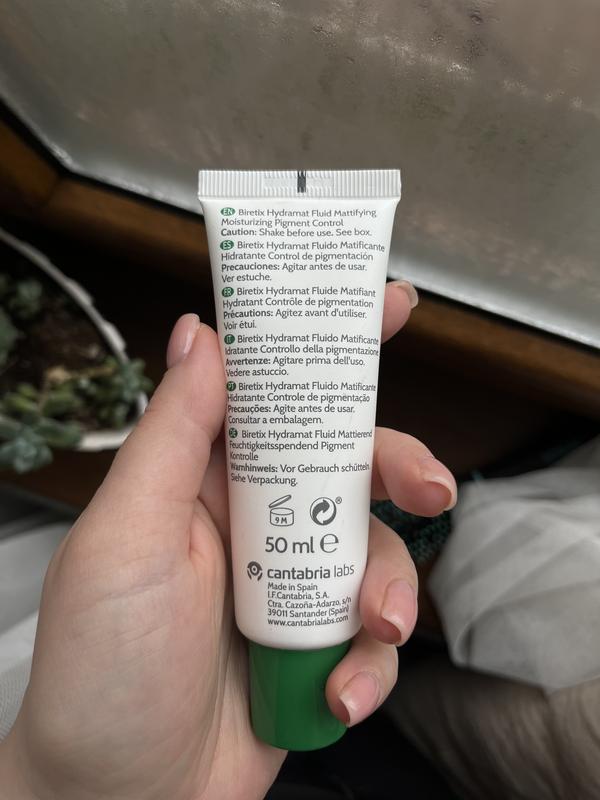 EN Biretix Hydramat Fluid Mattifying
Moisturizing Pigment Control
Caution: Shake before use. See box.
ES Biretix Hydramat Fluido Matificante
Hidratante Control de pigmentación
Precauciones: Agitar antes de usar.
Ver estuche.
FR Biretix Hydramat Fluid Matifiant
Hydratant Contrôle de pigmentation
Précautions: Agitez avant d'utiliser.
Voir étui.
IT Biretix Hydramat Fluido Matificante
Idratante Controllo della pigmentazione
Avvertenze: Agitare prima dell'uso.
Vedere astuccio.
PT Biretix Hydramat Fluido Matificante
Hidratante Controle de pigmentação
Precauções: Agite antes de usar.
Consultar a embalagem.
DE Biretix Hydramat Fluid Mattierend
Feuchtigkeitsspendend Pigment
Kontrolle
Warnhinweis: Vor Gebrauch schütteln.
Siehe Verpackung.
9M ®
50 ml e
cantabria labs
Made in Spain
I.F.Cantabria, S.A.
Ctra. Cazoña-Adarzo, s/n
39011 Santander (Spain)
www.cantabrialabs.com